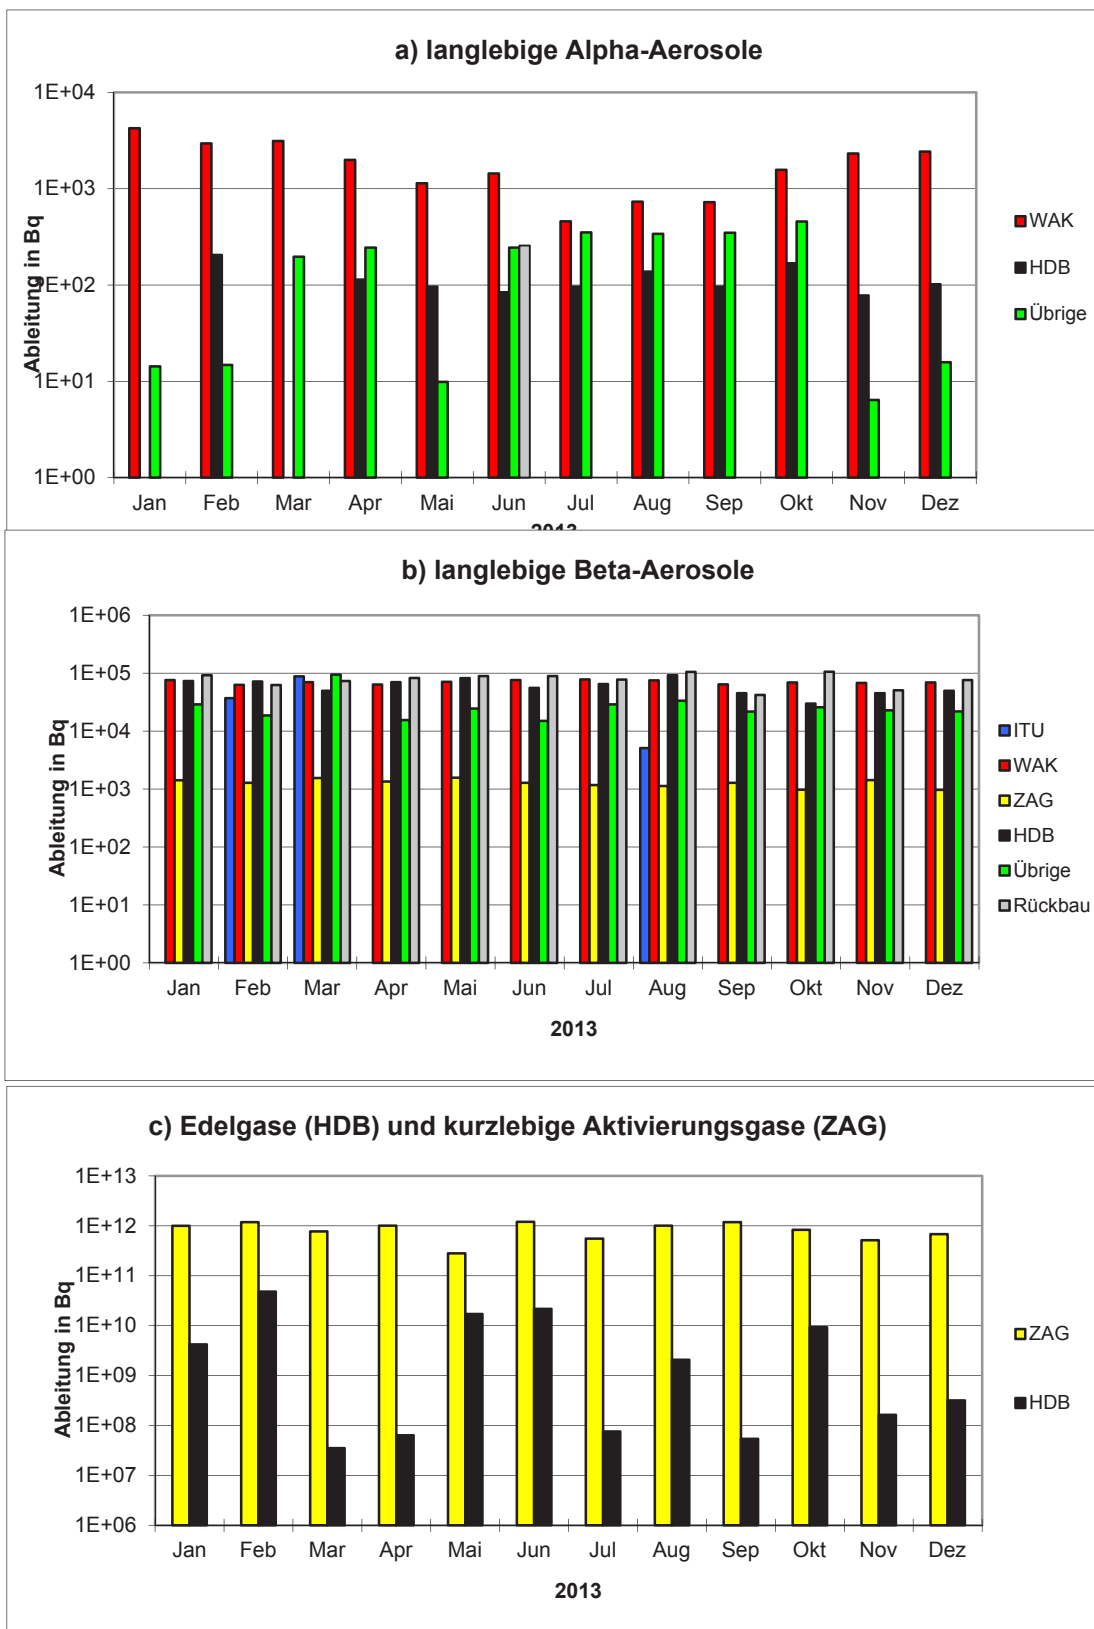 a) langlebige Alpha-Aerosole
Ableitung in Bq
1E+04
1E+03
1E+02
1E+01
1E+00
Jan Feb Mar Apr Mai Jun Jul Aug Sep Okt Nov Dez
2013
WAK
HDB
Übrige
b) langlebige Beta-Aerosole
Ableitung in Bq
1E+06
1E+05
1E+04
1E+03
1E+02
1E+01
1E+00
Jan Feb Mar Apr Mai Jun Jul Aug Sep Okt Nov Dez
2013
ITU
WAK
ZAG
HDB
Übrige
Rückbau
c) Edelgase (HDB) und kurzlebige Aktivierungsgase (ZAG)
Ableitung in Bq
1E+13
1E+12
1E+11
1E+10
1E+09
1E+08
1E+07
1E+06
Jan Feb Mar Apr Mai Jun Jul Aug Sep Okt Nov Dez
2013
ZAG
HDB